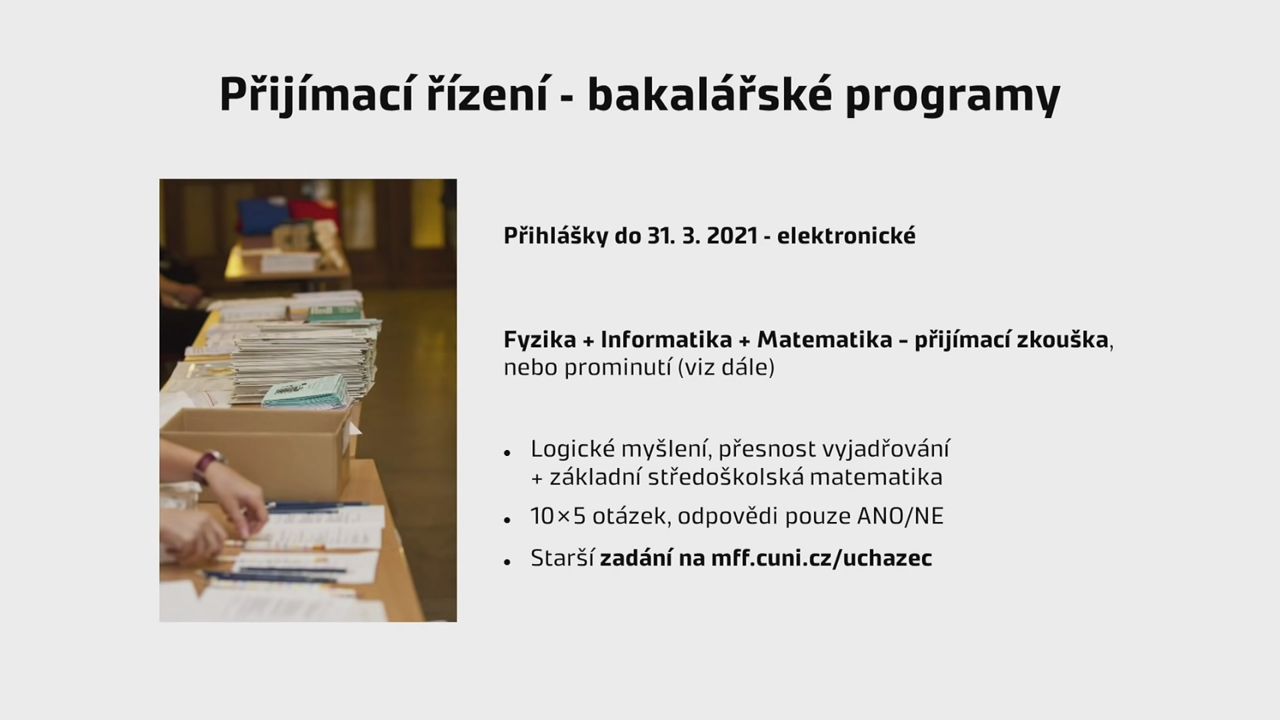 Přijímací řízení - bakalářské programy
Přihlášky do 31. 3. 2021 - elektronické
Fyzika + Informatika + Matematika – přijímací zkouška,
nebo prominutí (viz dále)
• Logické myšlení, přesnost vyjadřování
+ základní středoškolská matematika
• 10×5 otázek, odpovědi pouze ANO/NE
• Starší zadání na mff.cuni.cz/uchazec